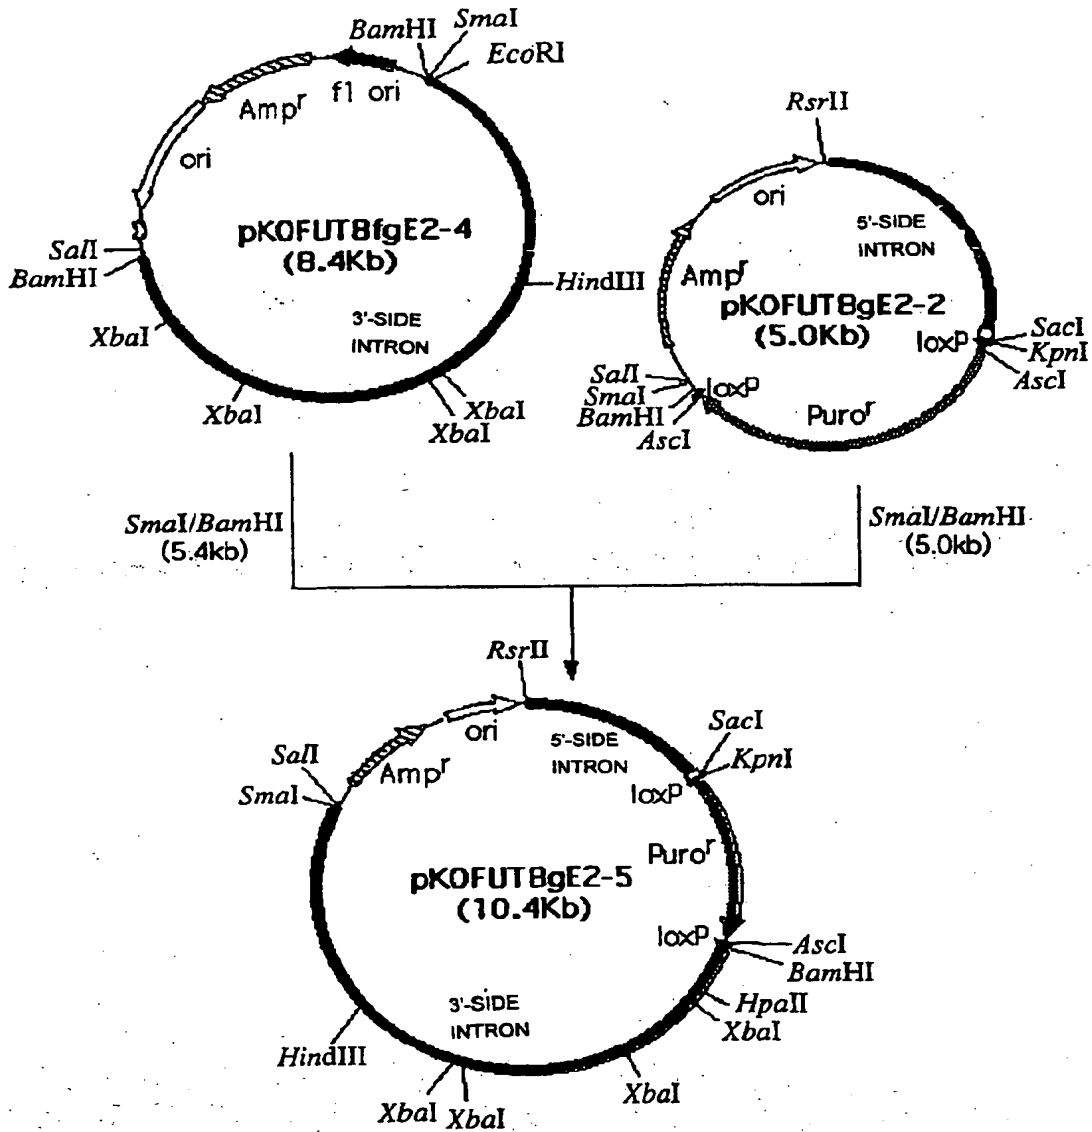 BamHI
SmaI
EcoRI
f1 ori
Ampr
ori
pKOFUT8fgE2-4
(8.4Kb)
SalI
BamHI
XbaI
XbaI
3'-SIDE
INTRON
HindIII
XbaI
XbaI
RsrII
ori
5'-SIDE
INTRON
Ampr
pKOFUT8gE2-2
(5.0Kb)
loxP
SacI
KpnI
AscI
SalI
SmaI
BamHI
AscI
loxP
Puror
SmaI/BamHI
(5.4kb)
SmaI/BamHI
(5.0kb)
RsrII
ori
5'-SIDE
INTRON
SacI
KpnI
loxP
SalI
SmaI
Ampr
Puror
pKOFUT8gE2-5
(10.4Kb)
loxP
AscI
BamHI
HpaII
XbaI
3'-SIDE
INTRON
HindIII
XbaI
XbaI
XbaI